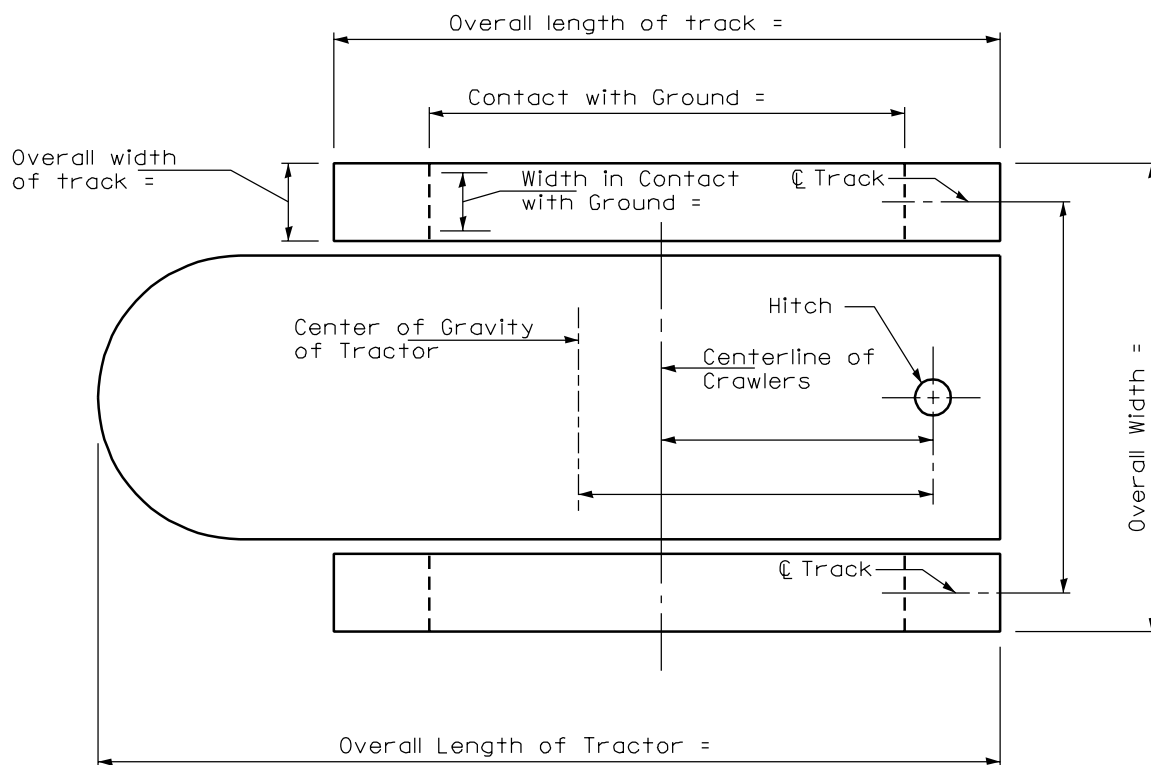 Overall length of track =
Contact with Ground =
Overall width
of track =
Width in Contact
with Ground =
℄ Track
Hitch
Center of Gravity
of Tractor
Centerline of
Crawlers
Overall Width =
℄ Track
Overall Length of Tractor =